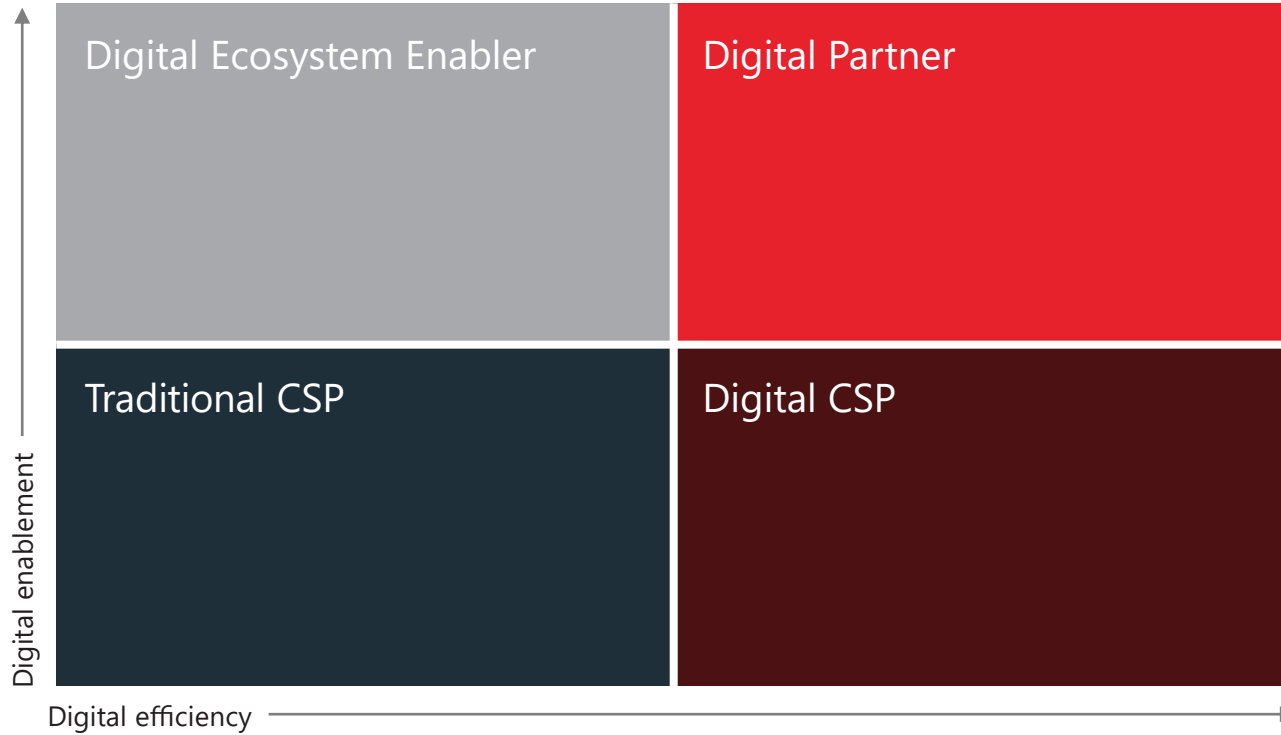 Digital Ecosystem Enabler
Digital Partner
Traditional CSP
Digital CSP
Digital enablement
Digital efficiency